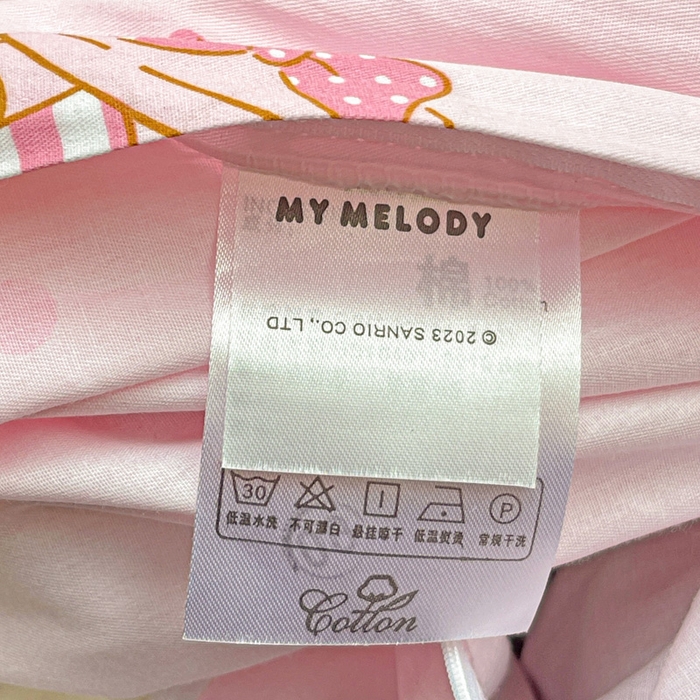 MY MELODY
棉 100%
Cotton
© 2023 SANRIO CO., LTD
30 P
低温水洗 不可漂白 悬挂晾干 低温熨烫 常规干洗
Cotton